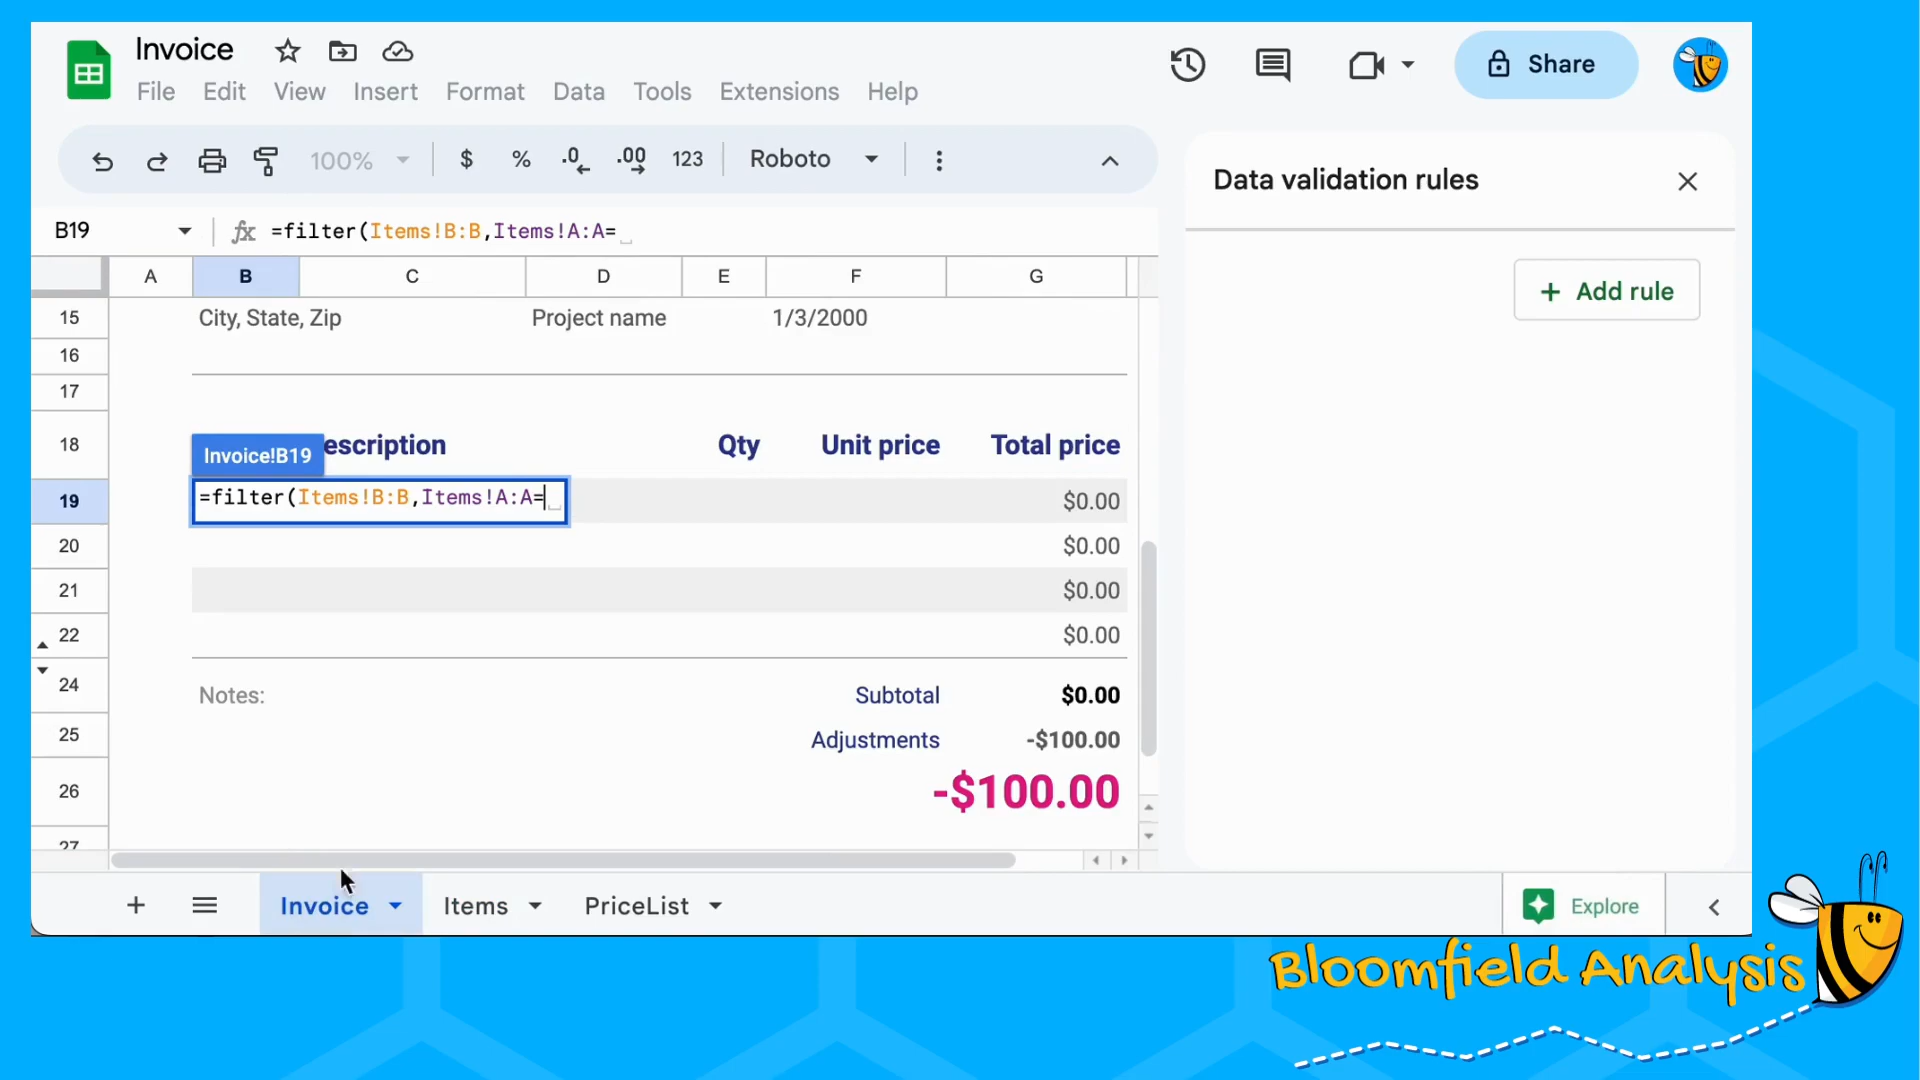 Invoice
File Edit View Insert Format Data Tools Extensions Help
Share
100% $ % .0 .00 123 Roboto
B19
=filter(Items!B:B,Items!A:A=
A B C D E F G
15 City, State, Zip Project name 1/3/2000
16
17
18 escription Qty Unit price Total price
Invoice!B19
19 =filter(Items!B:B,Items!A:A= $0.00
20 $0.00
21 $0.00
22 $0.00
24 Notes: Subtotal $0.00
25 Adjustments -$100.00
26 -$100.00
27
Invoice Items PriceList
Explore
Data validation rules
Add rule
Bloomfield Analysis